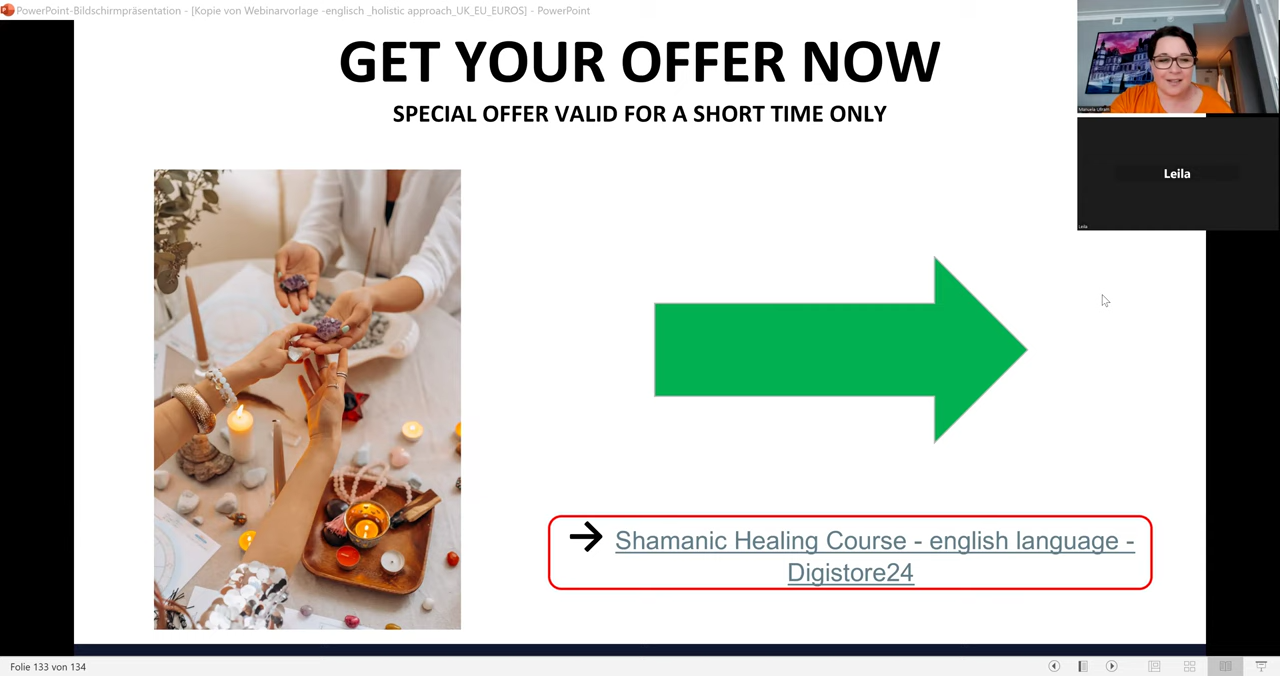 PowerPoint-Bildschirmpräsentation - [Kopie von Webinarvorlage -englisch _holistic approach_UK_EU_EUROS] - PowerPoint
GET YOUR OFFER NOW
SPECIAL OFFER VALID FOR A SHORT TIME ONLY
Leila
Leila
Shamanic Healing Course - english language -
Digistore24
Folie 133 von 134